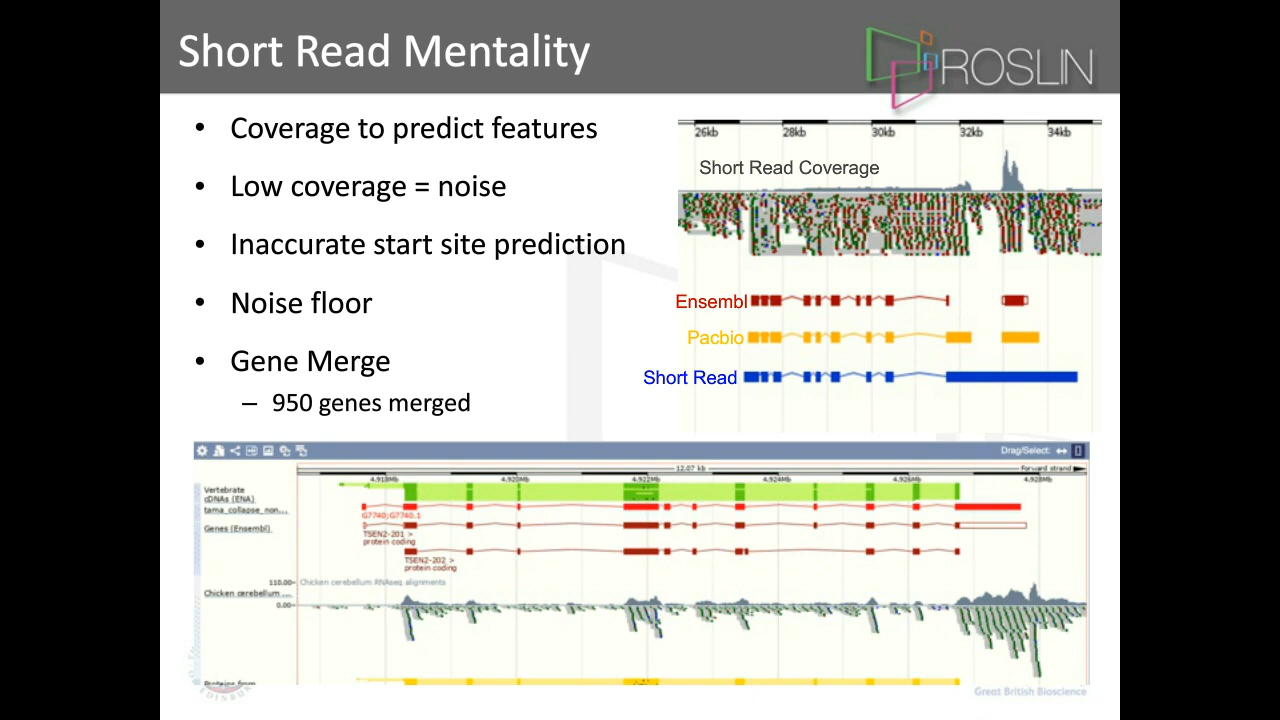 Short Read Mentality
ROSLIN
• Coverage to predict features
• Low coverage = noise
• Inaccurate start site prediction
• Noise floor
• Gene Merge
– 950 genes merged
26kb 28kb 30kb 32kb 34kb
Short Read Coverage
Ensembl
Pacbio
Short Read
Drag/Select:
12.07 kb
Forward strand
4.918Mb 4.920Mb 4.922Mb 4.924Mb 4.926Mb 4.928Mb
Vertebrate
cDNAs (ENA)
tama_collapse_non...
G7740;G7740.1
Genes (Ensembl)
TSEN2-201 >
protein coding
TSEN2-202 >
protein coding
110.00
Chicken cerebellum RNAseq alignments
Chicken cerebellum ...
0.00
Proteins from
EDINBUR
Great British Bioscience